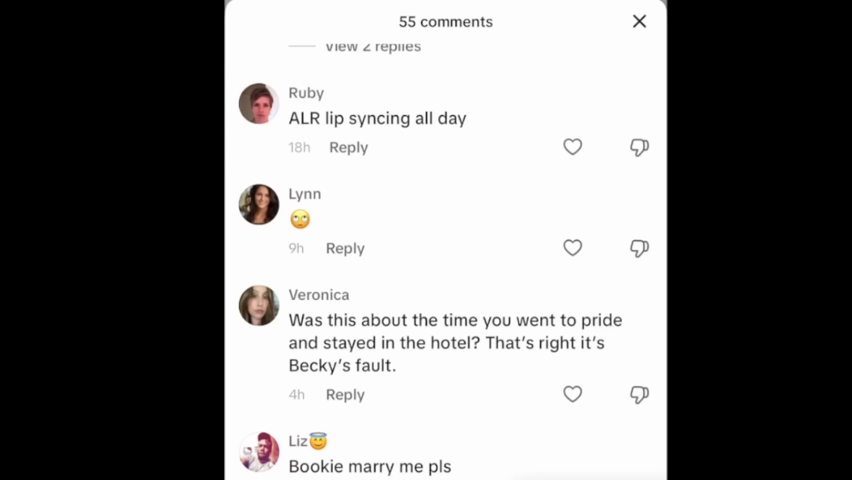 55 comments
View 2 replies
Ruby
ALR lip syncing all day
18h Reply
Lynn
🙄
9h Reply
Veronica
Was this about the time you went to pride
and stayed in the hotel? That's right it's
Becky's fault.
4h Reply
Liz😇
Bookie marry me pls